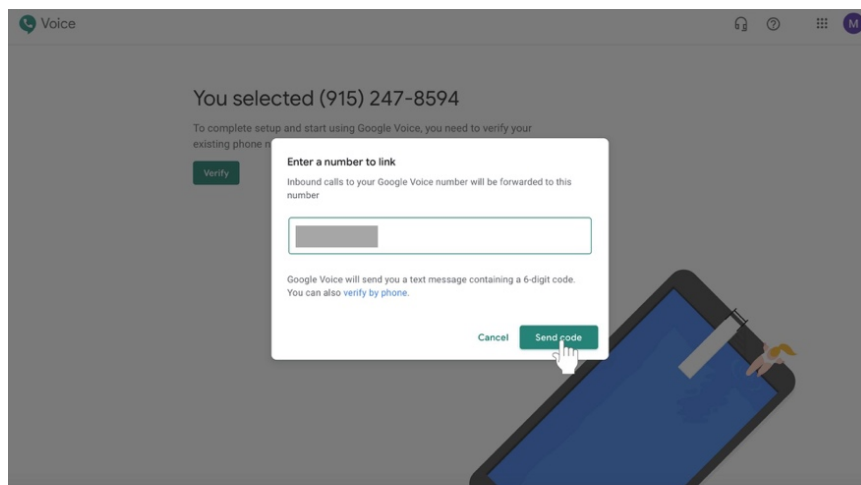 Voice
M
You selected (915) 247-8594
To complete setup and start using Google Voice, you need to verify your
existing phone n
Verify
Enter a number to link
Inbound calls to your Google Voice number will be forwarded to this
number
Google Voice will send you a text message containing a 6-digit code.
You can also verify by phone.
Cancel
Send code